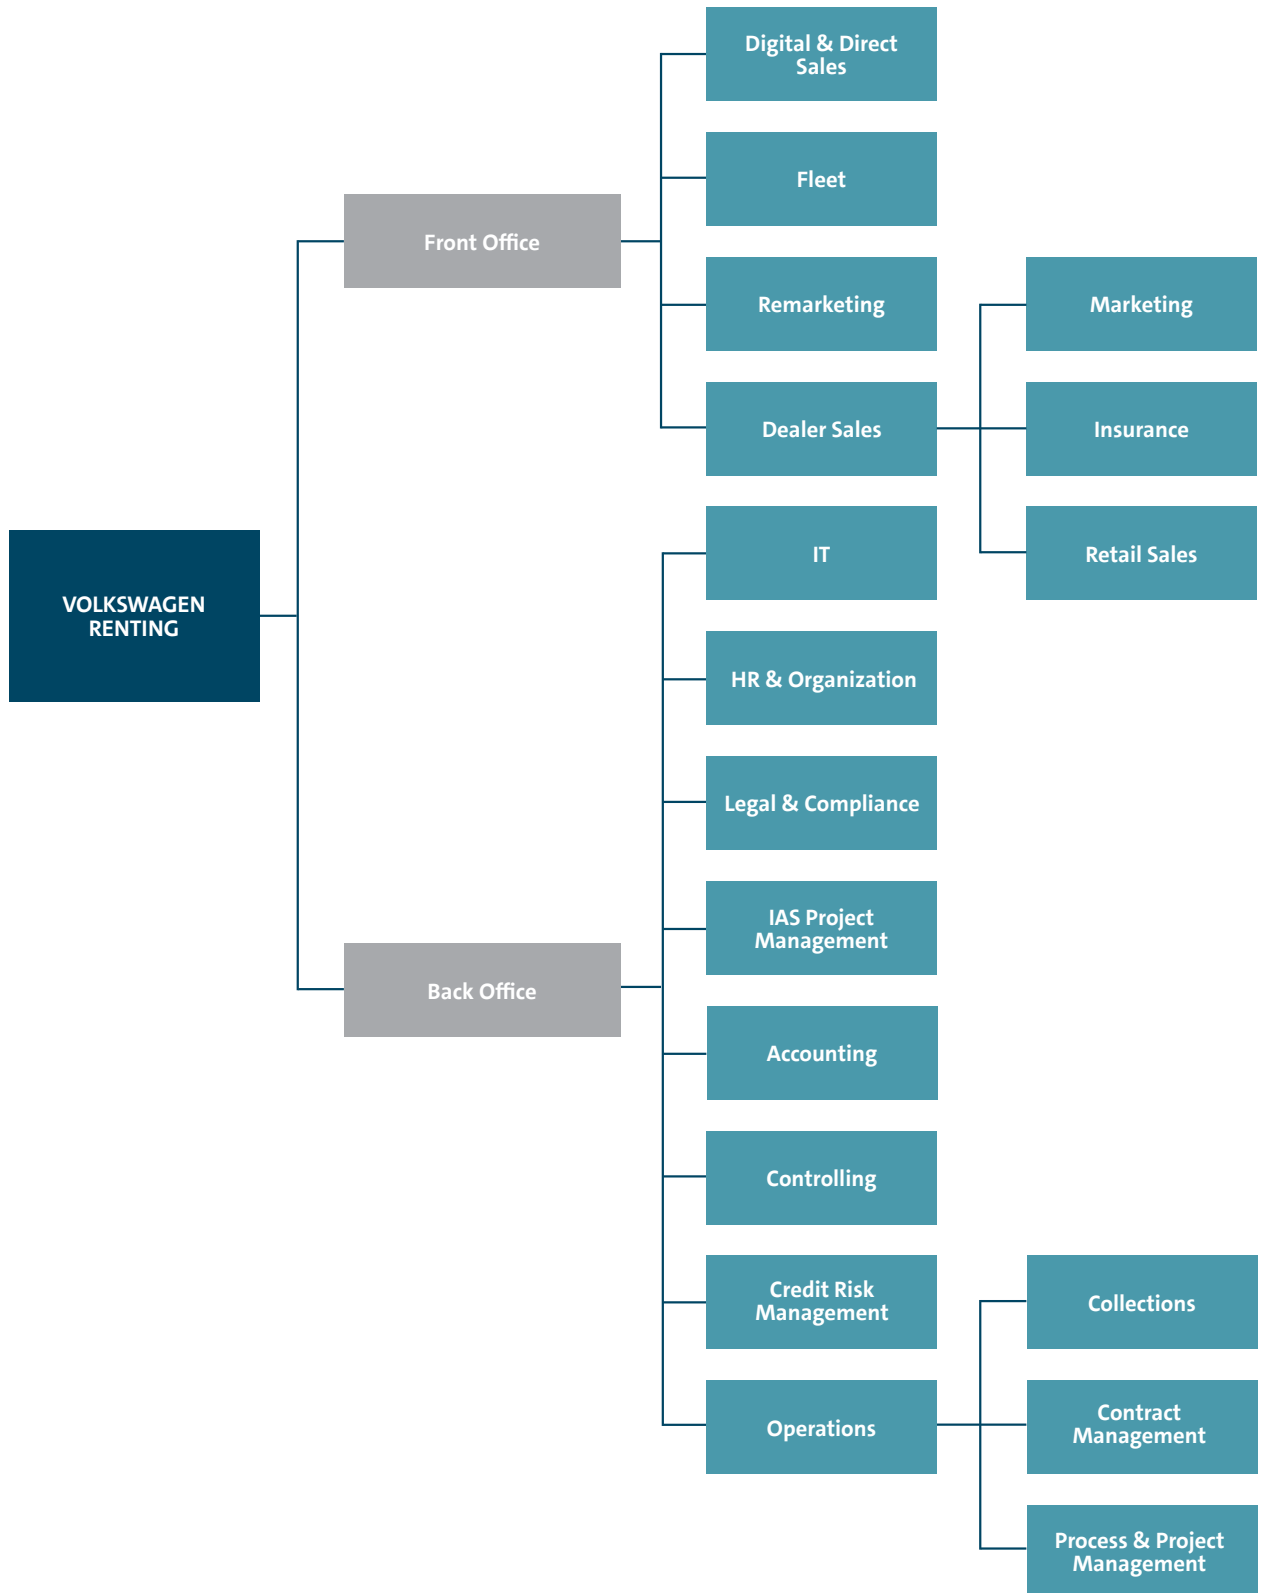 Digital & Direct
Sales
Fleet
Front Office
Remarketing
Marketing
Dealer Sales
Insurance
IT
Retail Sales
VOLKSWAGEN
RENTING
HR & Organization
Legal & Compliance
IAS Project
Management
Back Office
Accounting
Controlling
Credit Risk
Management
Collections
Operations
Contract
Management
Process & Project
Management